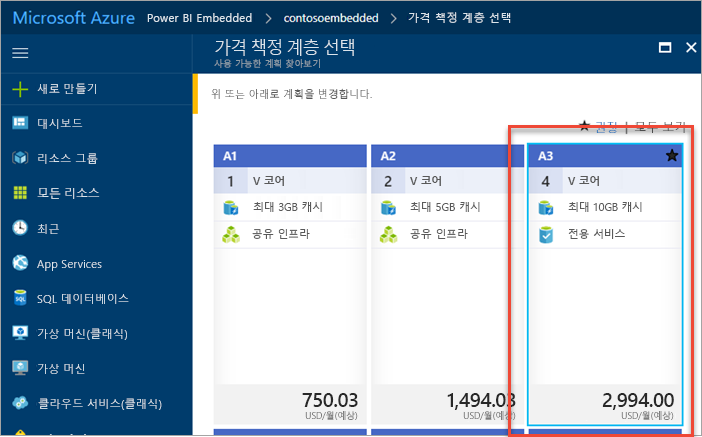 Microsoft Azure Power BI Embedded > contosoembedded > 가격 책정 계층 선택
가격 책정 계층 선택
사용 가능한 계획 찾아보기
새로 만들기
대시보드
리소스 그룹
모든 리소스
최근
App Services
SQL 데이터베이스
가상 머신(클래식)
가상 머신
클라우드 서비스(클래식)
위 또는 아래로 계획을 변경합니다.
★ 권장 | 모두 보기
A1
1 V 코어
최대 3GB 캐시
공유 인프라
750.03
USD/월(예상)
A2
2 V 코어
최대 5GB 캐시
공유 인프라
1,494.03
USD/월(예상)
A3 ★
4 V 코어
최대 10GB 캐시
전용 서비스
2,994.00
USD/월(예상)